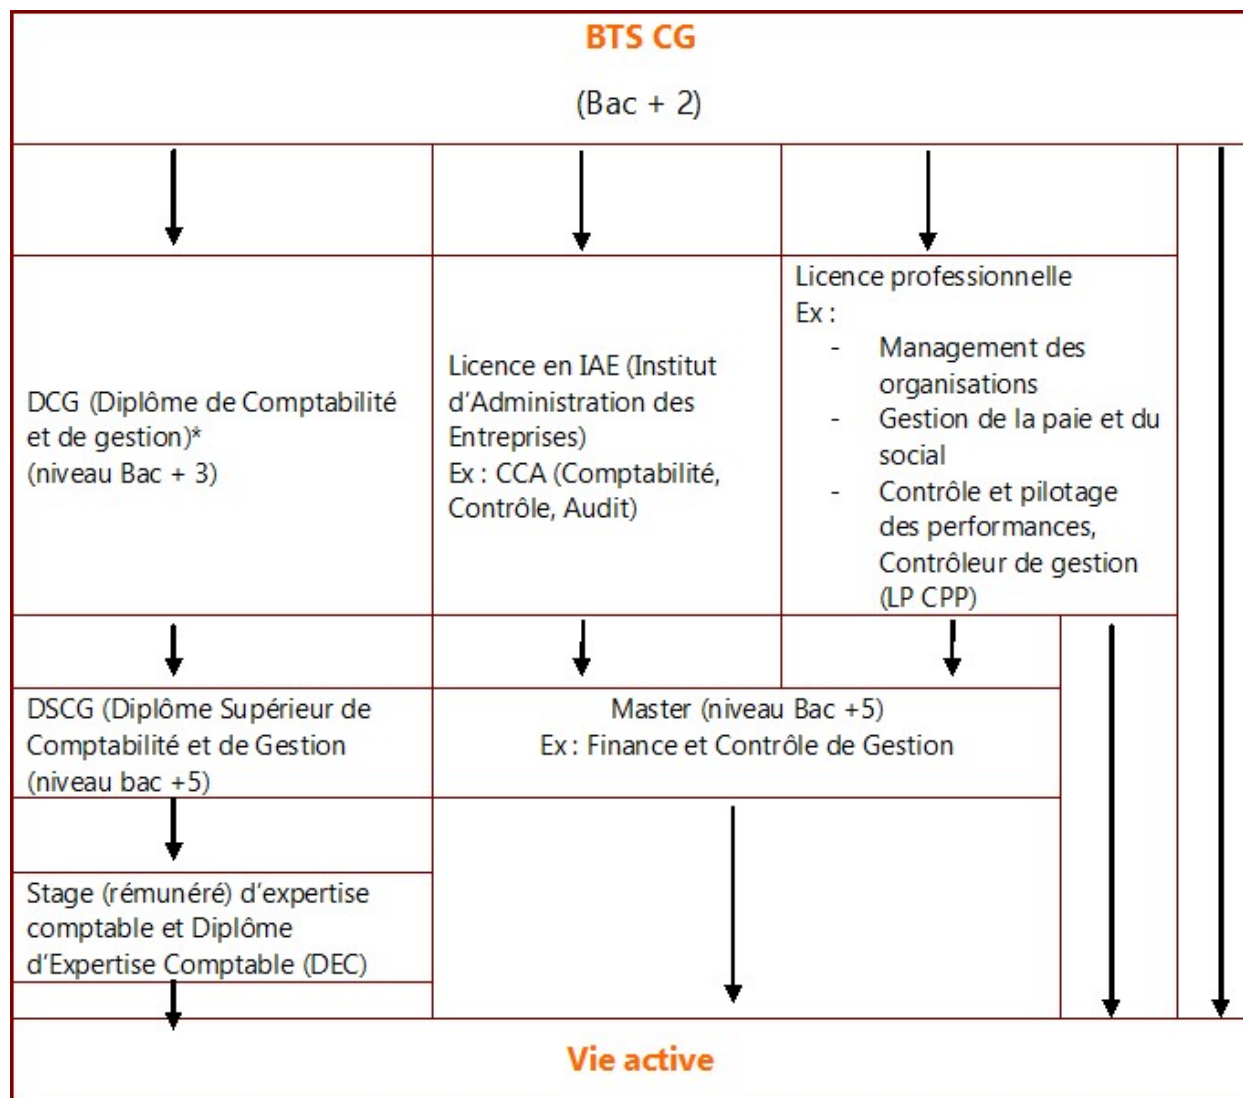 BTS CG
(Bac + 2)
DCG (Diplôme de Comptabilité
et de gestion)*
(niveau Bac + 3)
Licence en IAE (Institut
d'Administration des
Entreprises)
Ex : CCA (Comptabilité,
Contrôle, Audit)
Licence professionnelle
Ex :
- Management des
organisations
- Gestion de la paie et du
social
- Contrôle et pilotage
des performances,
Contrôleur de gestion
(LP CPP)
DSCG (Diplôme Supérieur de
Comptabilité et de Gestion
(niveau bac +5)
Master (niveau Bac +5)
Ex : Finance et Contrôle de Gestion
Stage (rémunéré) d'expertise
comptable et Diplôme
d'Expertise Comptable (DEC)
Vie active